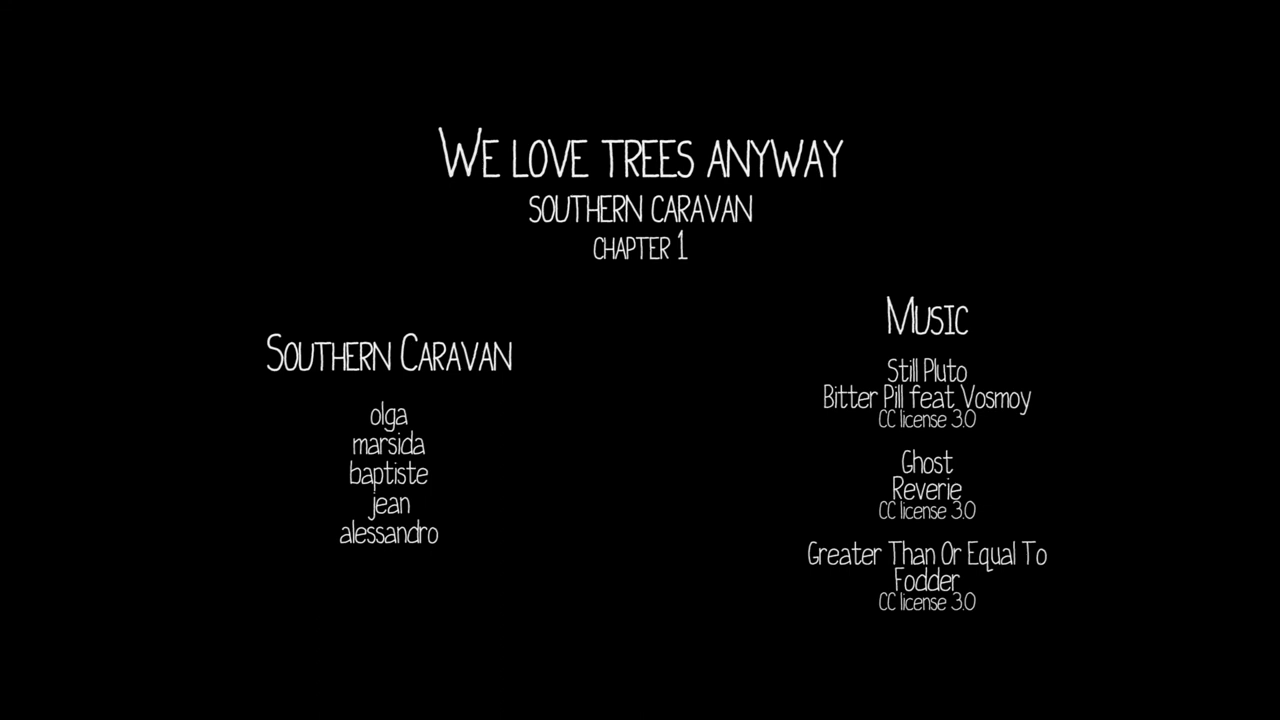 WE LOVE TREES ANYWAY
SOUTHERN CARAVAN
CHAPTER 1
SOUTHERN CARAVAN
olga
marsida
baptiste
jean
alessandro
MUSIC
Still Pluto
Bitter Pill feat Vosmoy
CC license 3.0
Ghost
Reverie
CC license 3.0
Greater Than Or Equal To
Fodder
CC license 3.0